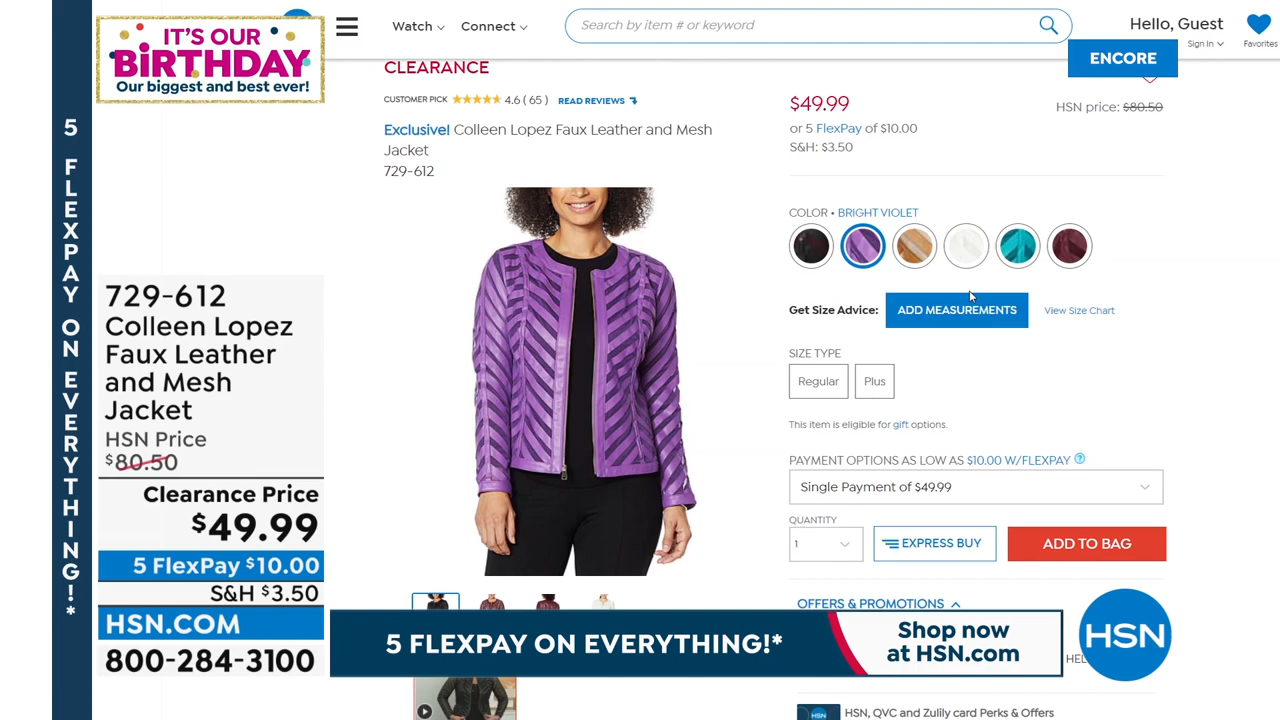 IT'S OUR
BIRTHDAY
Our biggest and best ever!
5 FLEXPAY ON EVERYTHING!*
Watch
Connect
Search by item # or keyword
Hello, Guest
Sign In
Favorites
ENCORE
CLEARANCE
CUSTOMER PICK 4.6 ( 65 ) READ REVIEWS
Exclusive! Colleen Lopez Faux Leather and Mesh
Jacket
729-612
$49.99
HSN price: $80.50
or 5 FlexPay of $10.00
S&H: $3.50
COLOR • BRIGHT VIOLET
Get Size Advice: ADD MEASUREMENTS View Size Chart
SIZE TYPE
Regular Plus
This item is eligible for gift options.
PAYMENT OPTIONS AS LOW AS $10.00 W/FLEXPAY ?
Single Payment of $49.99
QUANTITY
1
EXPRESS BUY
ADD TO BAG
OFFERS & PROMOTIONS
HEL
HSN, QVC and Zulily card Perks & Offers
729-612
Colleen Lopez
Faux Leather
and Mesh
Jacket
HSN Price
$80.50
Clearance Price
$49.99
5 FlexPay $10.00
S&H $3.50
HSN.COM
800-284-3100
5 FLEXPAY ON EVERYTHING!*
Shop now
at HSN.com
HSN